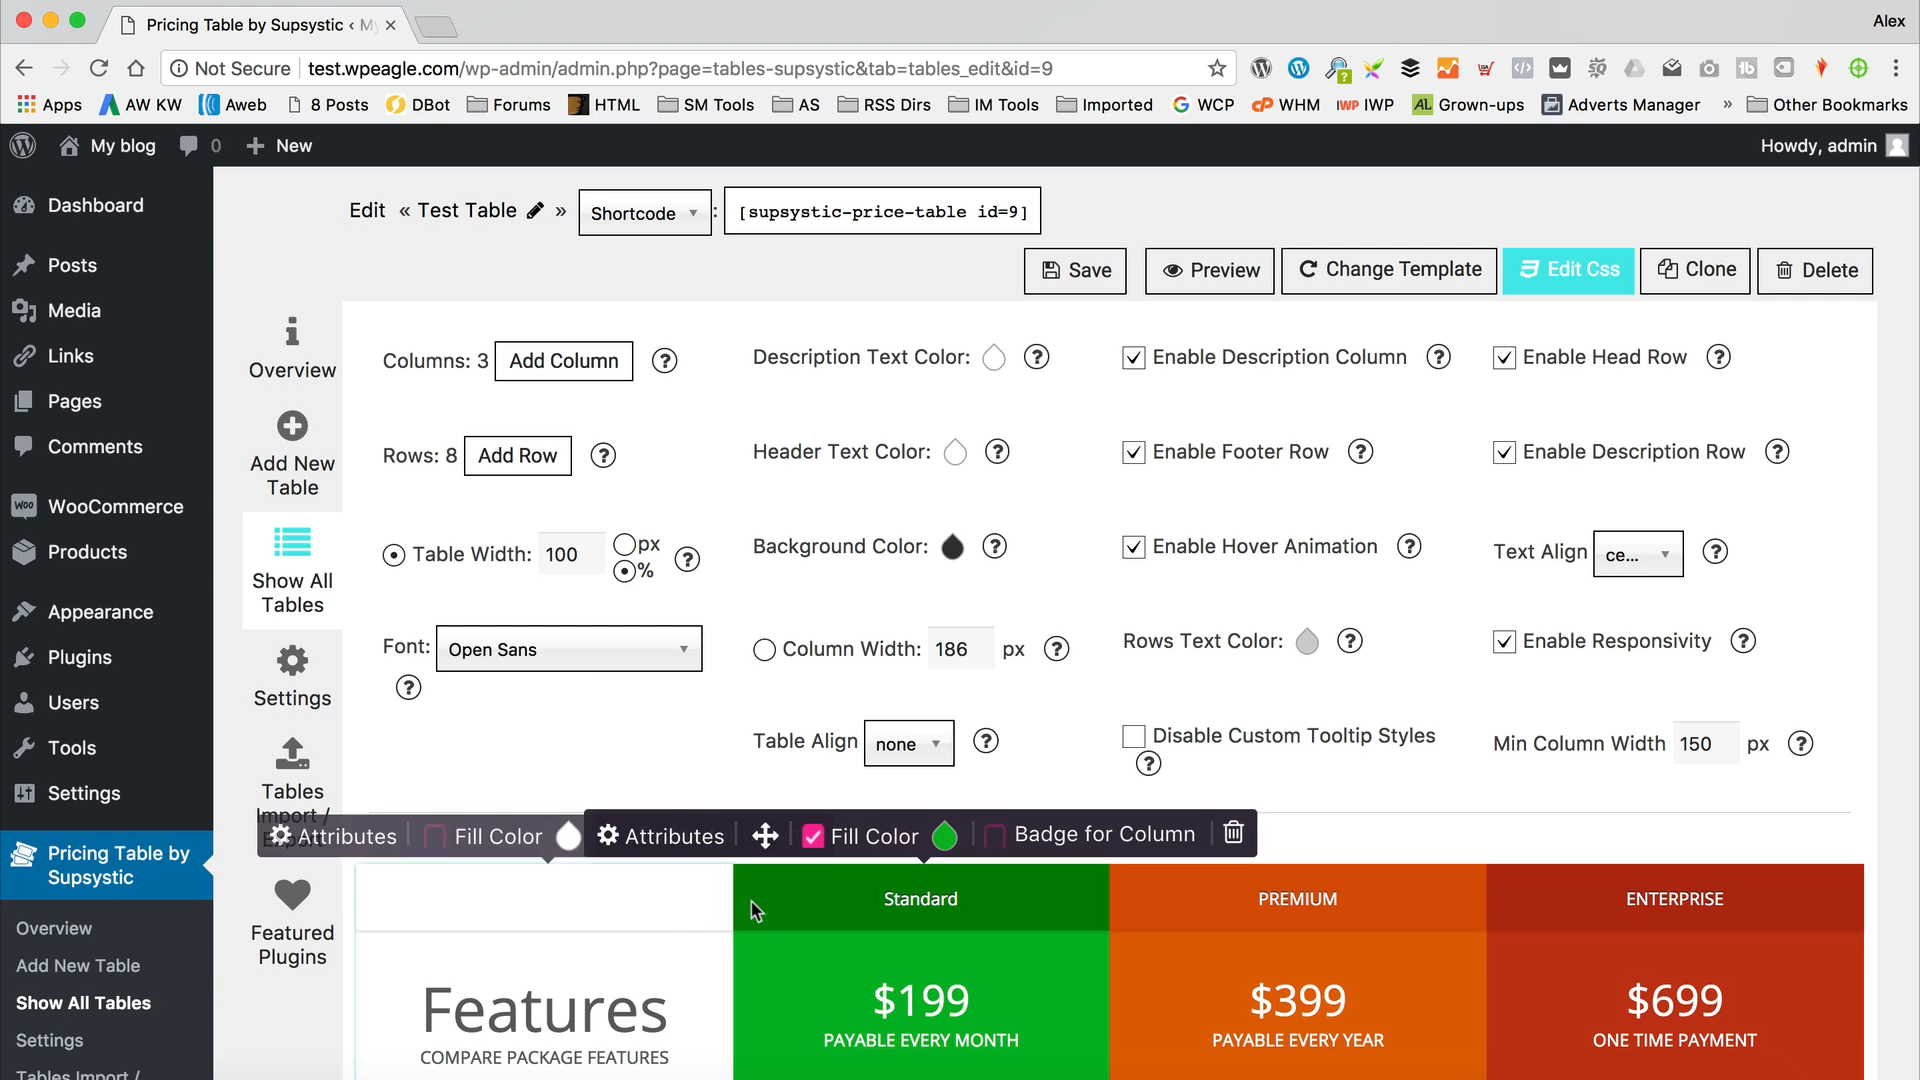 Pricing Table by Supsystic ‹ My
Alex
Not Secure
test.wpeagle.com/wp-admin/admin.php?page=tables-supsystic&tab=tables_edit&id=9
Apps
AW KW
Aweb
8 Posts
DBot
Forums
HTML
SM Tools
AS
RSS Dirs
IM Tools
Imported
WCP
WHM
IWP
Grown-ups
Adverts Manager
»
Other Bookmarks
My blog
0
New
Howdy, admin
Dashboard
Posts
Media
Links
Pages
Comments
WooCommerce
Products
Appearance
Plugins
Users
Tools
Settings
Pricing Table by
Supsystic
Overview
Add New Table
Show All Tables
Settings
Tables Import /
Edit « Test Table »
Shortcode
:
[supsystic-price-table id=9]
Save
Preview
Change Template
Edit Css
Clone
Delete
Overview
Add New
Table
Show All
Tables
Settings
Tables
Import /
Featured
Plugins
Columns: 3 Add Column ?
Description Text Color: ?
Enable Description Column ?
Enable Head Row ?
Rows: 8 Add Row ?
Header Text Color: ?
Enable Footer Row ?
Enable Description Row ?
Table Width: 100 px % ?
Background Color: ?
Enable Hover Animation ?
Text Align ce... ?
Font: Open Sans ?
Column Width: 186 px ?
Rows Text Color: ?
Enable Responsivity ?
Table Align none ?
Disable Custom Tooltip Styles ?
Min Column Width 150 px ?
Attributes Fill Color
Attributes Fill Color Badge for Column
Standard
PREMIUM
ENTERPRISE
Features
COMPARE PACKAGE FEATURES
$199
PAYABLE EVERY MONTH
$399
PAYABLE EVERY YEAR
$699
ONE TIME PAYMENT